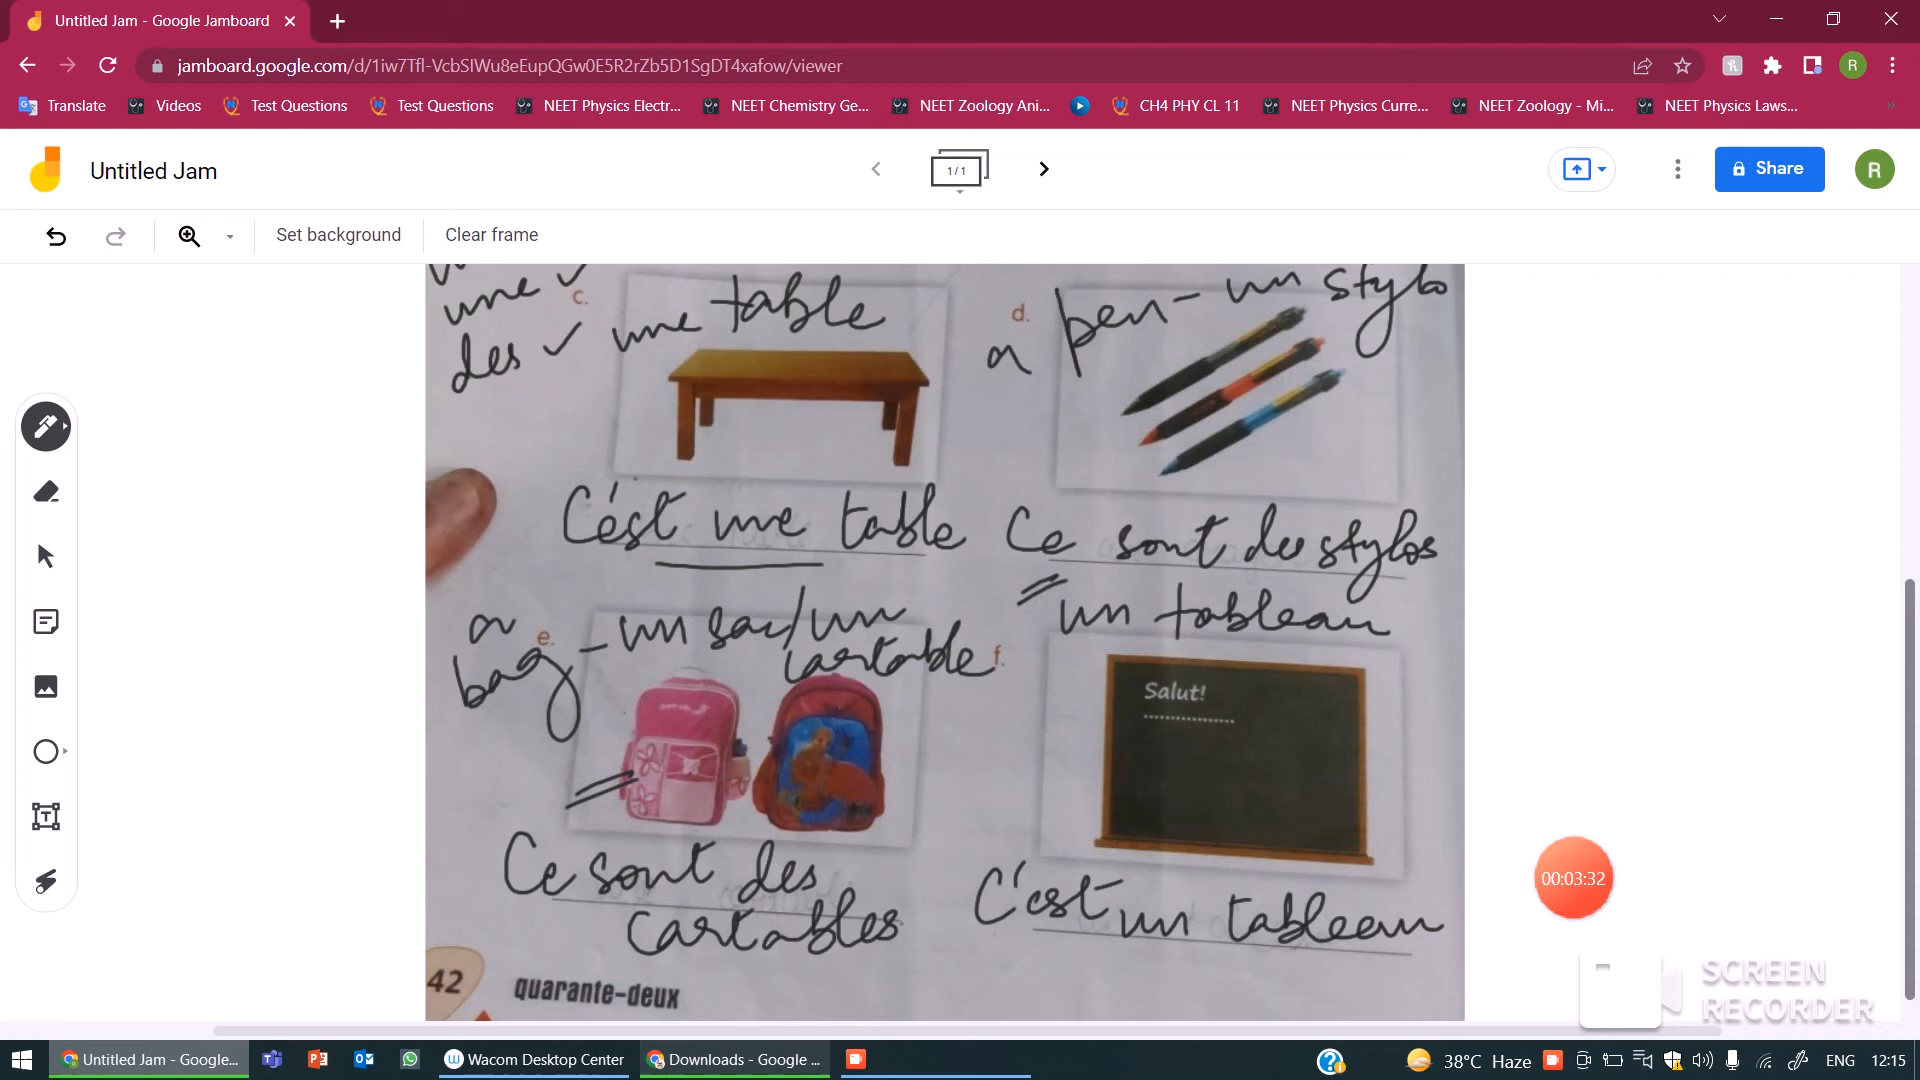 Untitled Jam - Google Jamboard
jamboard.google.com/d/1iw7Tfl-VcbSIWu8eEupQGw0E5R2rZb5D1SgDT4xafow/viewer
R
Translate Videos Test Questions Test Questions NEET Physics Electr... NEET Chemistry Ge... NEET Zoology Ani... CH4 PHY CL 11 NEET Physics Curre... NEET Zoology - Mi... NEET Physics Laws...
Untitled Jam
1 / 1
Share
R
Set background Clear frame
une
c.
des
une table
d.
a pen - un stylo
C'est une table
Ce sont des stylos
a bag - un sac/un cartable
e.
un tableau
f.
Salut!
Ce sont des
cartables
C'est un tableau
42 quarante-deux
00:03:32
SCREEN
RECORDER
Untitled Jam - Google... Wacom Desktop Center Downloads - Google ... 38°C Haze ENG 12:15